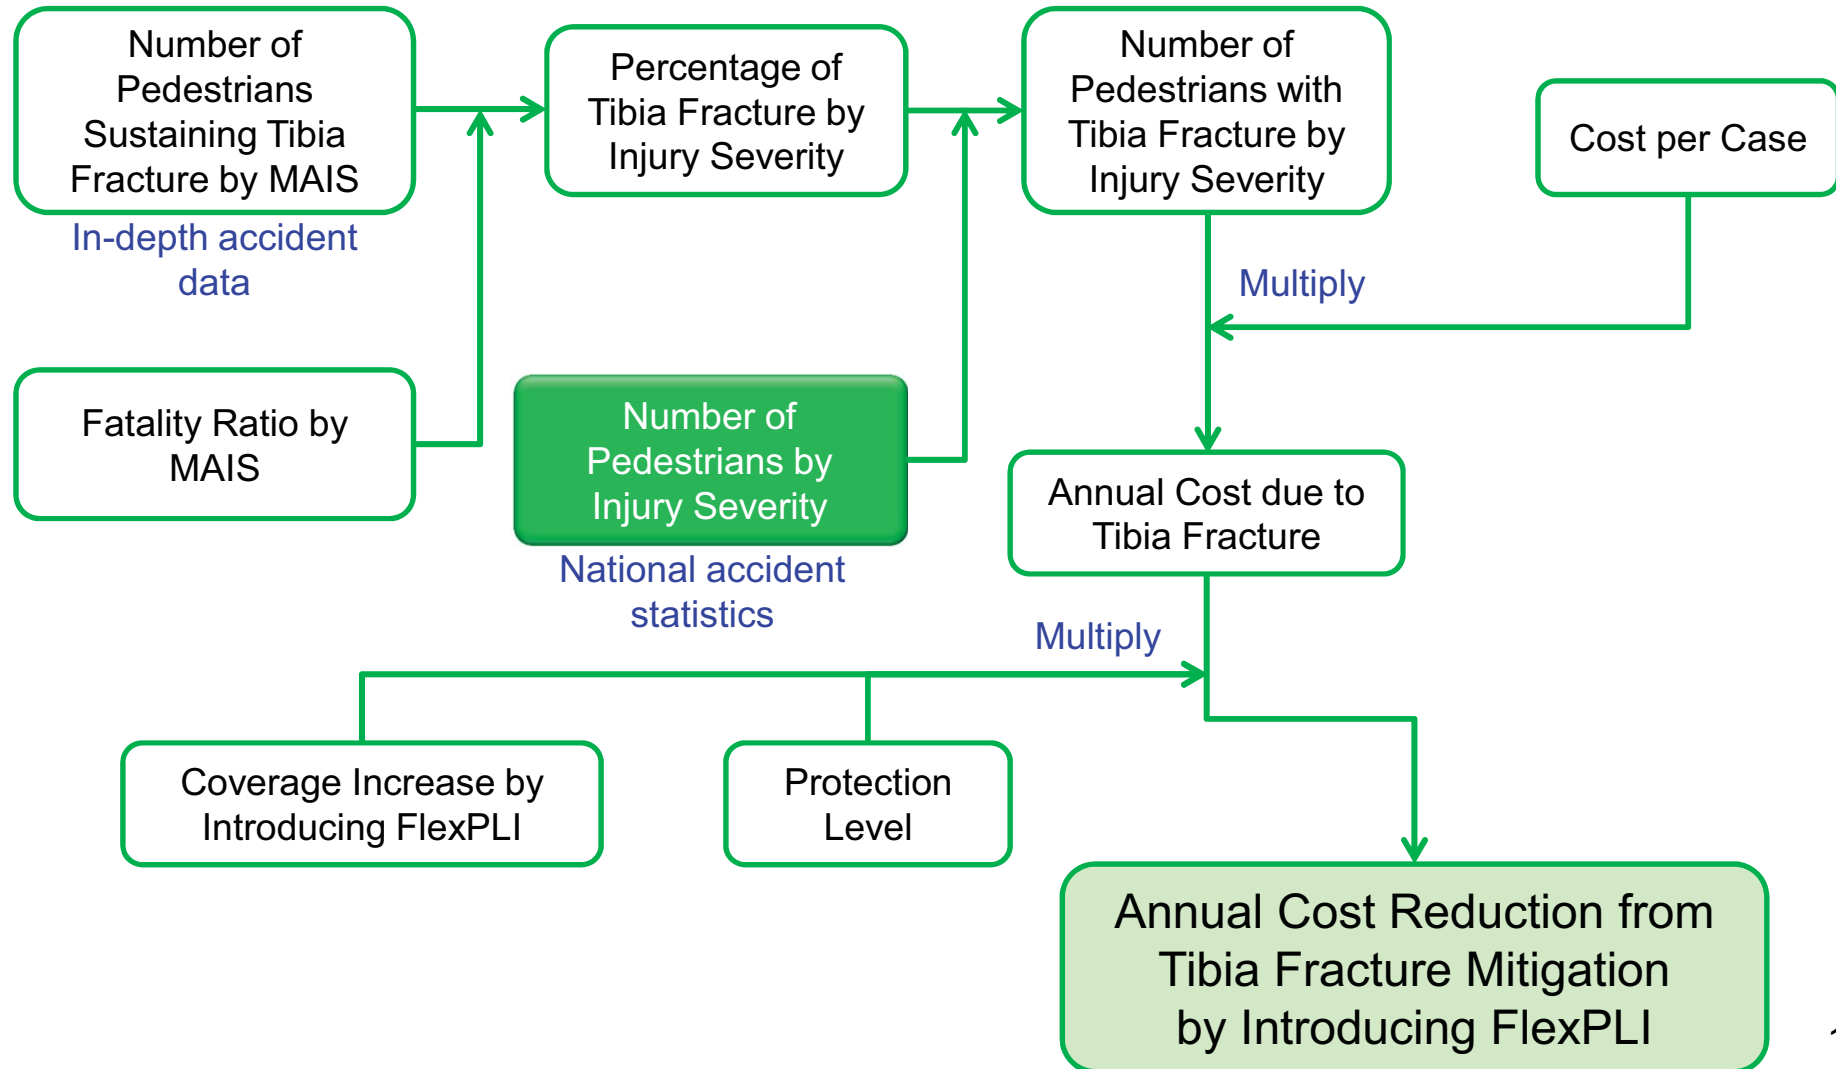 Number of
Pedestrians
Sustaining Tibia
Fracture by MAIS
In-depth accident
data
Percentage of
Tibia Fracture by
Injury Severity
Number of
Pedestrians with
Tibia Fracture by
Injury Severity
Cost per Case
Multiply
Fatality Ratio by
MAIS
Number of
Pedestrians by
Injury Severity
National accident
statistics
Annual Cost due to
Tibia Fracture
Multiply
Coverage Increase by
Introducing FlexPLI
Protection
Level
Annual Cost Reduction from
Tibia Fracture Mitigation
by Introducing FlexPLI